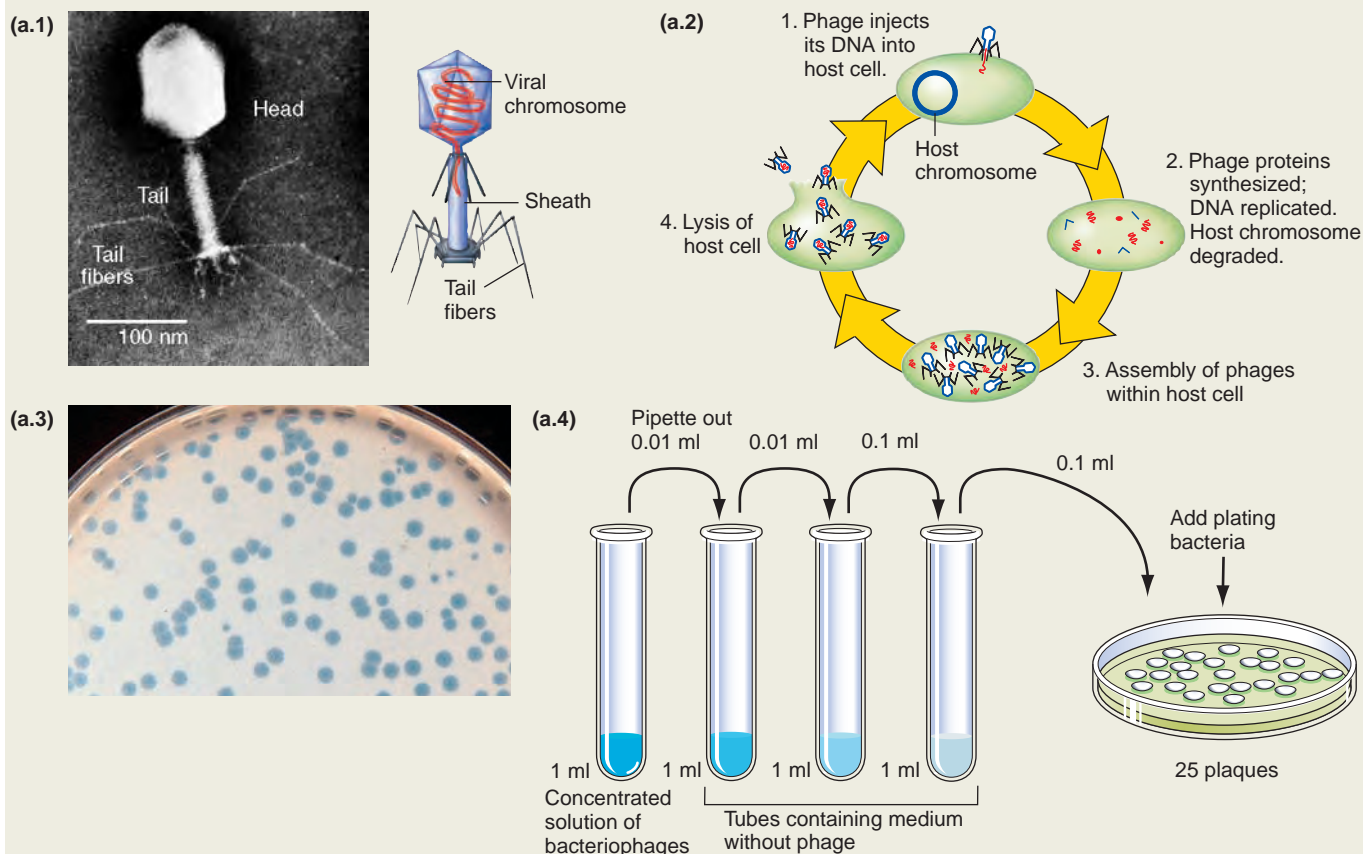 (a.1)
Head
Tail
Tail
fibers
100 nm
Viral
chromosome
Sheath
Tail
fibers
(a.2)
1. Phage injects
its DNA into
host cell.
Host
chromosome
2. Phage proteins
synthesized;
DNA replicated.
Host chromosome
degraded.
3. Assembly of phages
within host cell
4. Lysis of
host cell
(a.3)
(a.4)
Pipette out
0.01 ml
0.01 ml
0.1 ml
0.1 ml
Add plating
bacteria
1 ml
1 ml
1 ml
1 ml
Concentrated
solution of
bacteriophages
Tubes containing medium
without phage
25 plaques